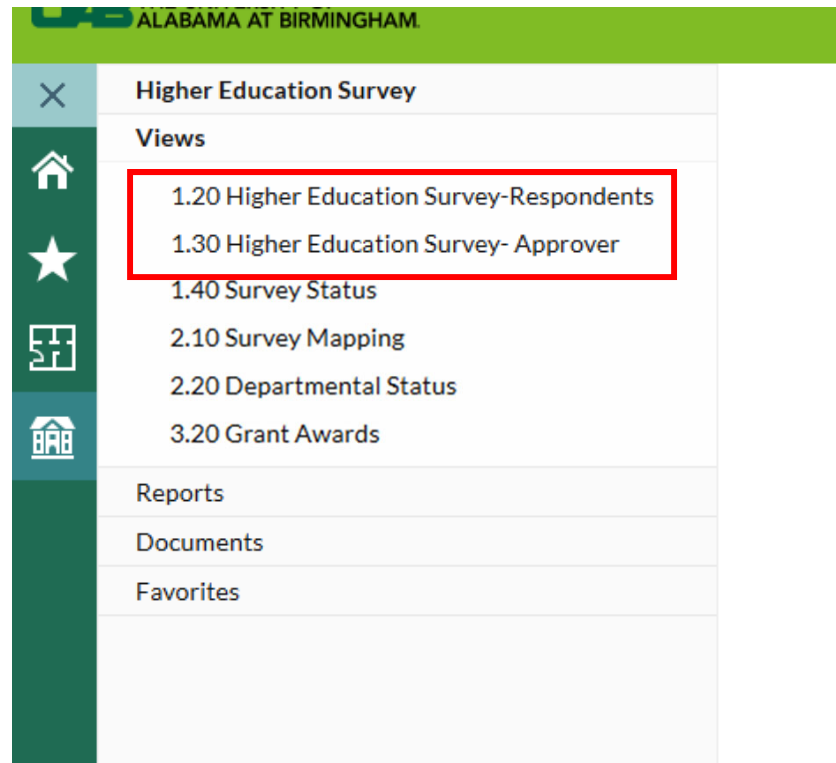 ALABAMA AT BIRMINGHAM.
Higher Education Survey
Views
1.20 Higher Education Survey-Respondents
1.30 Higher Education Survey- Approver
1.40 Survey Status
2.10 Survey Mapping
2.20 Departmental Status
3.20 Grant Awards
Reports
Documents
Favorites